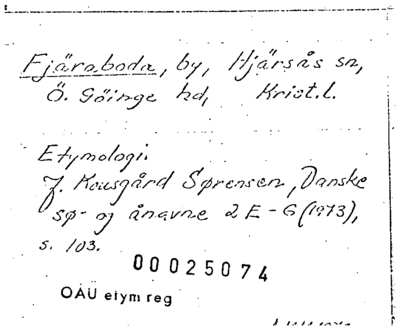 Fjäraboda, by, Hjärsås sn,
Ö. Göinge hd, Krist.l.
Etymologi.
J. Kousgård Sørensen, Danske
sø- og ånavne 2 E-G (1973),
s. 103.
00025074
OAU etym reg